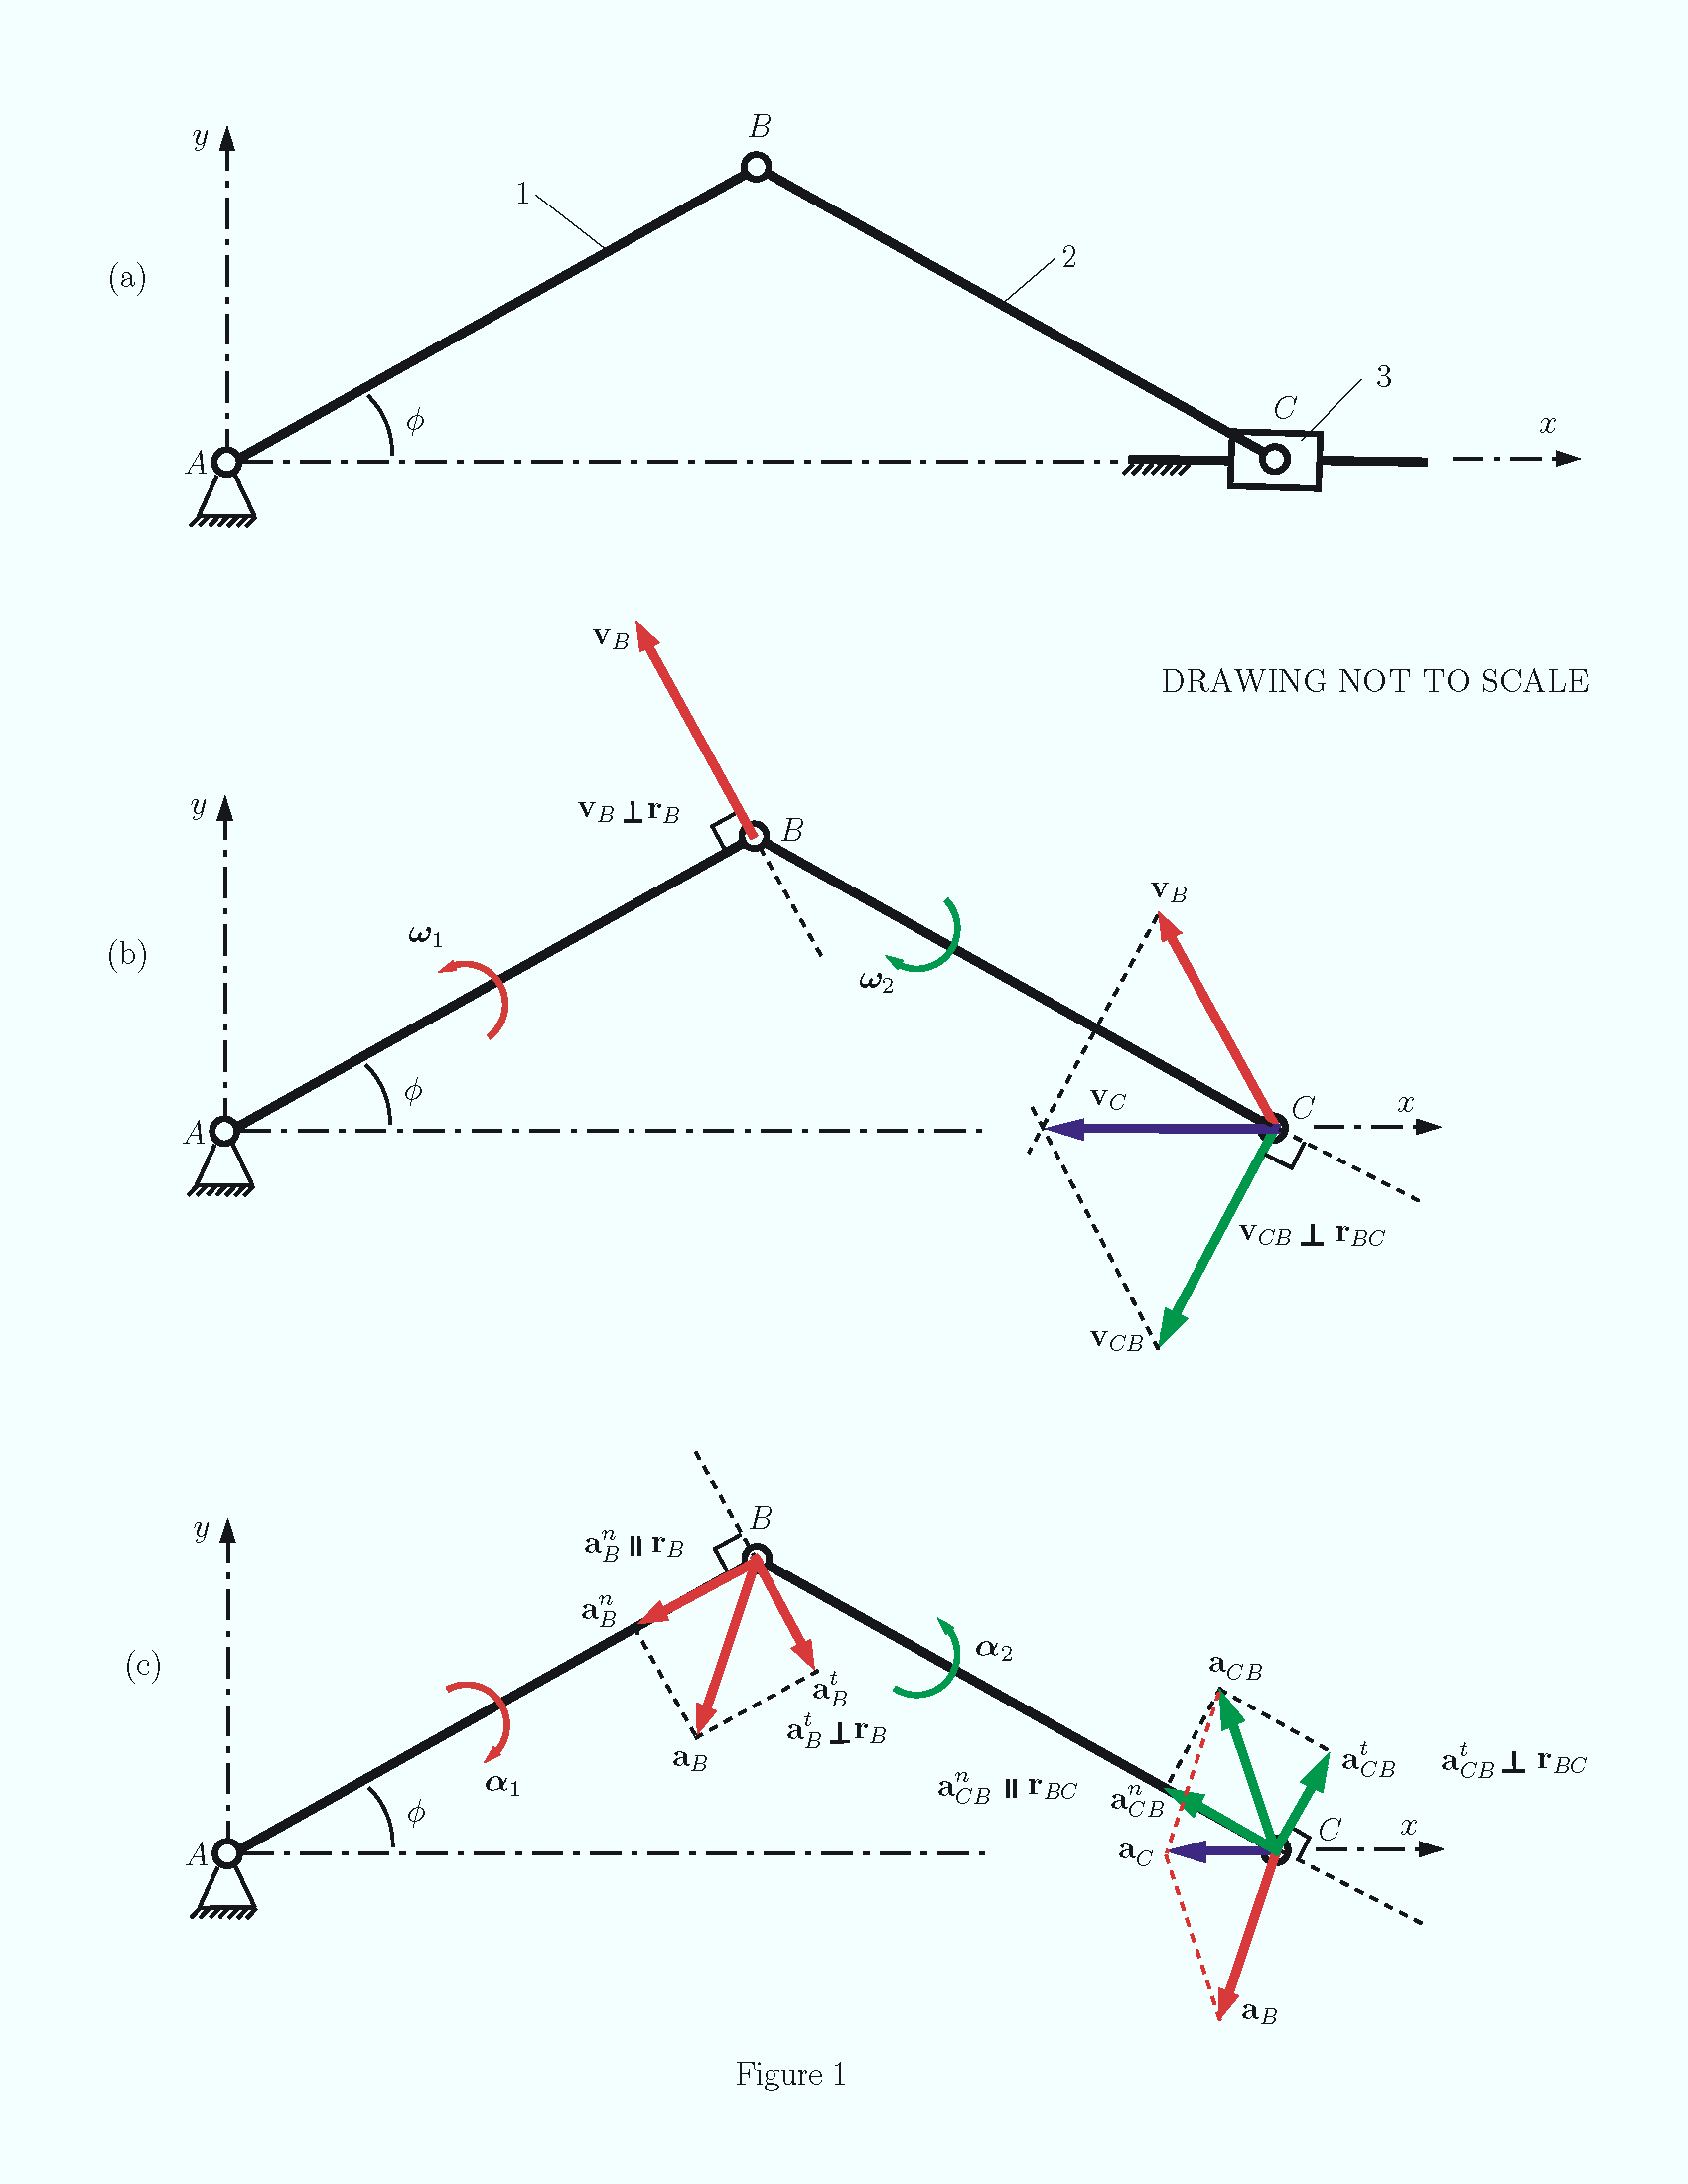 y
B
1
(a)
2
ϕ
3
C
x
A
v_B
DRAWING NOT TO SCALE
y
v_B ⊥ r_B
B
v_B
ω_1
(b)
ω_2
ϕ
v_C
C
x
A
v_CB ⊥ r_BC
v_CB
y
B
a^n_B ∥ r_B
a^n_B
(c)
α_2
a_CB
a^t_B
a^t_B ⊥ r_B
a_B
α_1
a^n_CB ∥ r_BC
a^n_CB
a^t_CB
a^t_CB ⊥ r_BC
ϕ
C
x
A
a_C
a_B
Figure 1